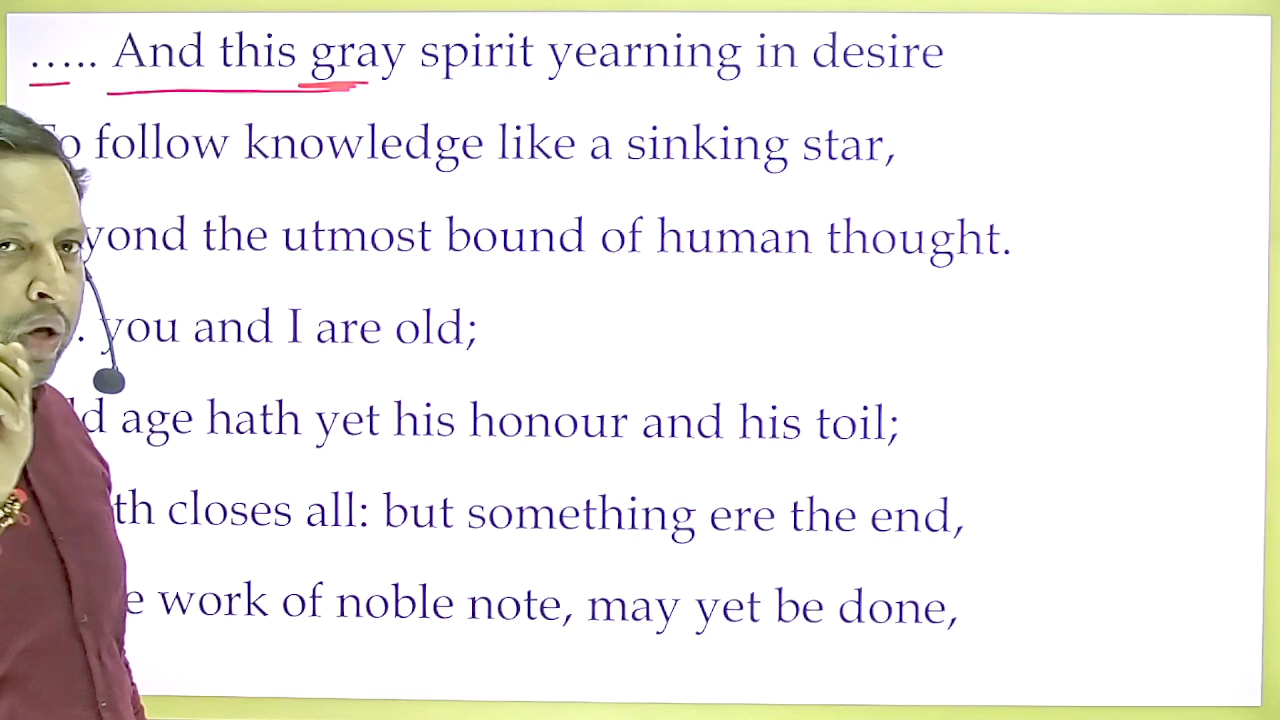 ..... And this gray spirit yearning in desire
To follow knowledge like a sinking star,
the utmost bound of human thought.
you and I are old;
age hath yet his honour and his toil;
closes all: but something ere the end,
work of noble note, may yet be done,